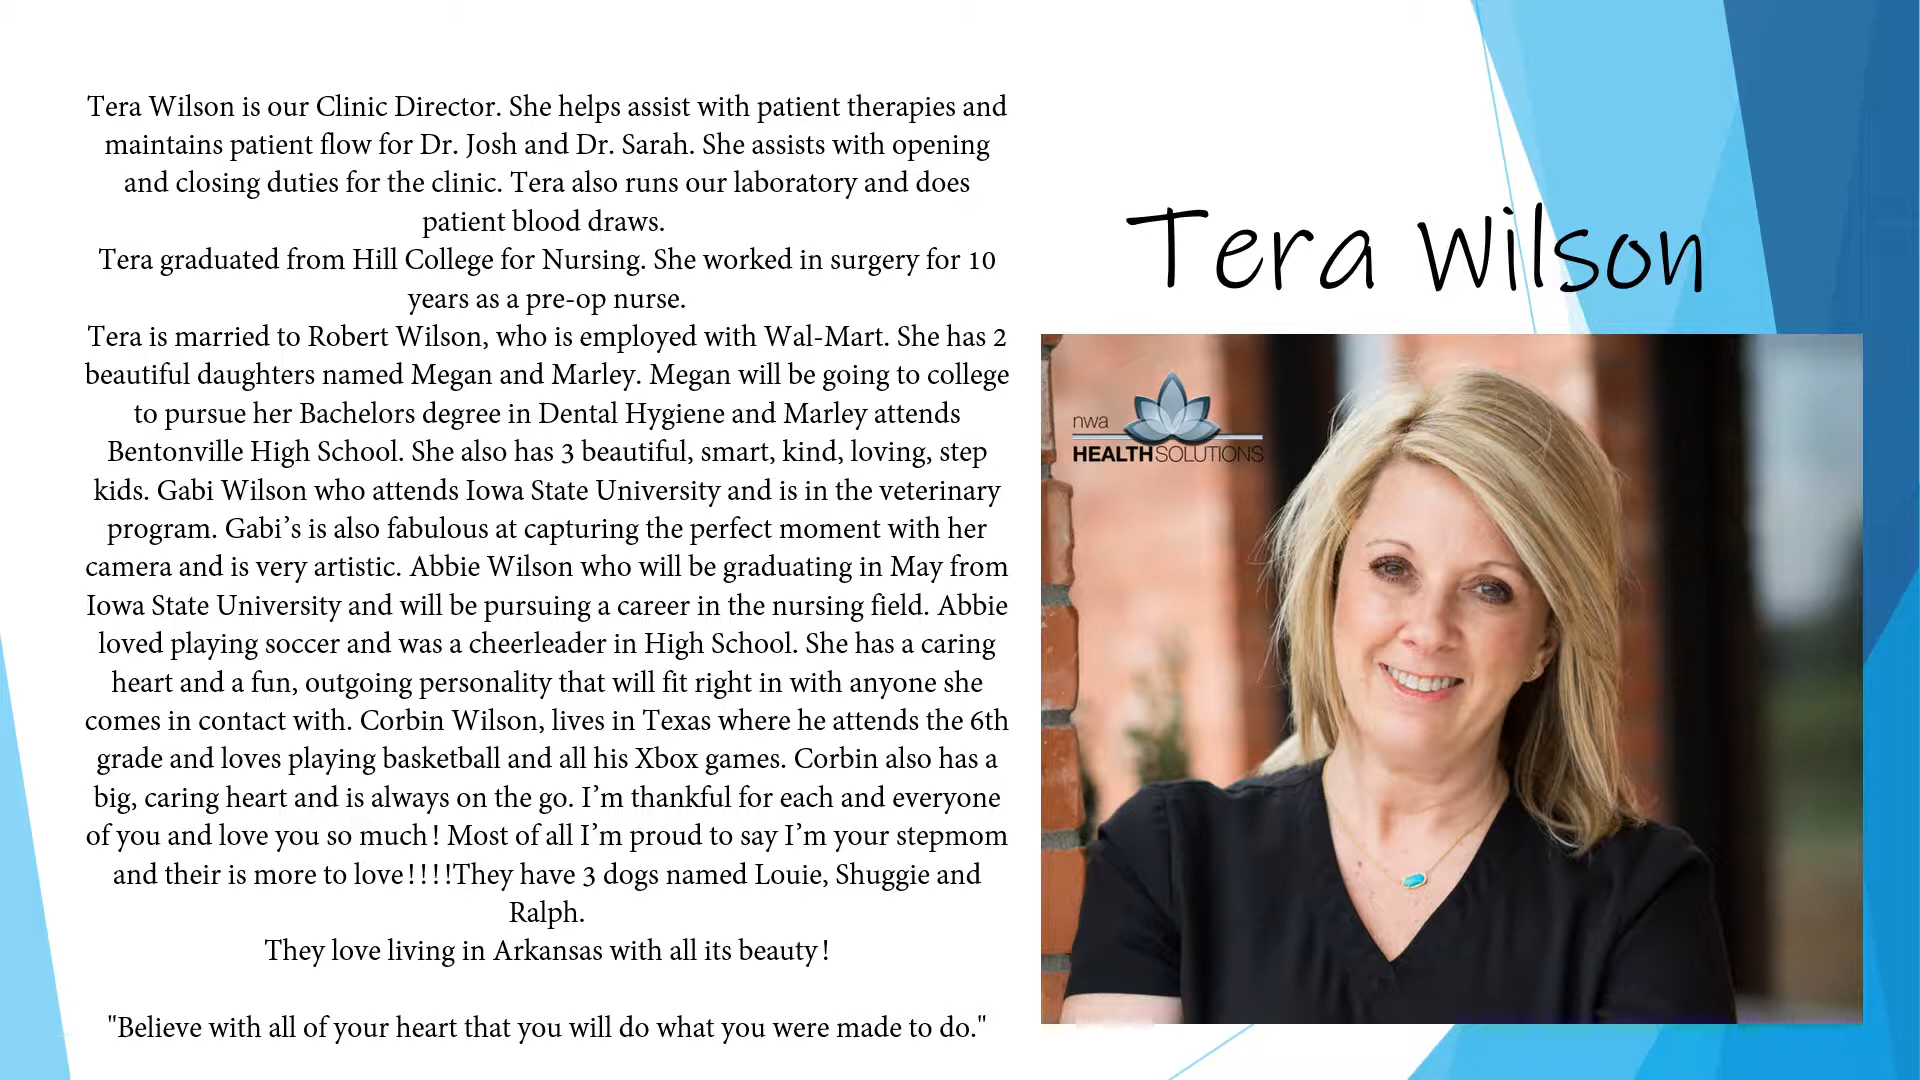 Tera Wilson is our Clinic Director. She helps assist with patient therapies and
maintains patient flow for Dr. Josh and Dr. Sarah. She assists with opening
and closing duties for the clinic. Tera also runs our laboratory and does
patient blood draws.
Tera graduated from Hill College for Nursing. She worked in surgery for 10
years as a pre-op nurse.
Tera is married to Robert Wilson, who is employed with Wal-Mart. She has 2
beautiful daughters named Megan and Marley. Megan will be going to college
to pursue her Bachelors degree in Dental Hygiene and Marley attends
Bentonville High School. She also has 3 beautiful, smart, kind, loving, step
kids. Gabi Wilson who attends Iowa State University and is in the veterinary
program. Gabi’s is also fabulous at capturing the perfect moment with her
camera and is very artistic. Abbie Wilson who will be graduating in May from
Iowa State University and will be pursuing a career in the nursing field. Abbie
loved playing soccer and was a cheerleader in High School. She has a caring
heart and a fun, outgoing personality that will fit right in with anyone she
comes in contact with. Corbin Wilson, lives in Texas where he attends the 6th
grade and loves playing basketball and all his Xbox games. Corbin also has a
big, caring heart and is always on the go. I’m thankful for each and everyone
of you and love you so much! Most of all I’m proud to say I’m your stepmom
and their is more to love!!!!They have 3 dogs named Louie, Shuggie and
Ralph.
They love living in Arkansas with all its beauty!
"Believe with all of your heart that you will do what you were made to do."
Tera Wilson
nwa
HEALTHSOLUTIONS